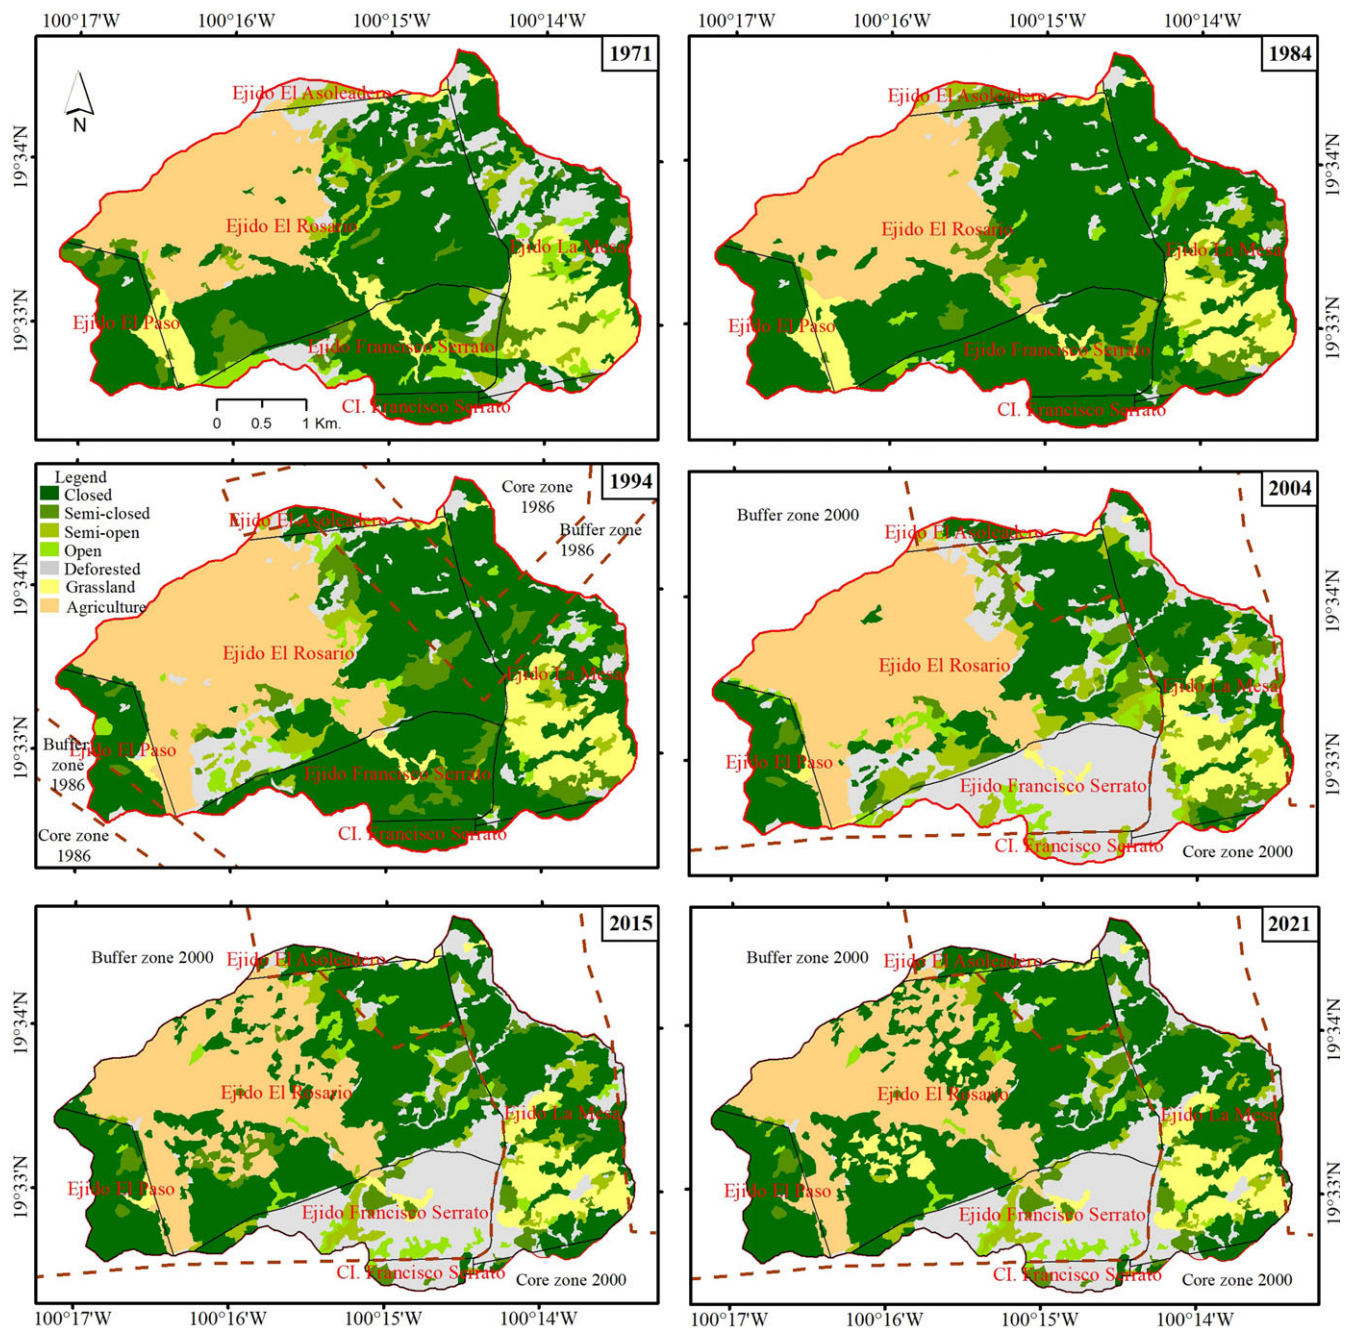 100°17'W 100°16'W 100°15'W 100°14'W 100°17'W 100°16'W 100°15'W 100°14'W
1971
1984
N
19°34'N
19°33'N
19°34'N
19°33'N
Ejido El Asoleadero
Ejido El Rosario
Ejido La Mesa
Ejido El Paso
Ejido Francisco Serrato
CI. Francisco Serrato
0 0.5 1 Km.
Ejido El Asoleadero
Ejido El Rosario
Ejido La Mesa
Ejido El Paso
Ejido Francisco Serrato
CI. Francisco Serrato
1994
Legend
Closed
Semi-closed
Semi-open
Open
Deforested
Grassland
Agriculture
19°34'N
19°33'N
Core zone
1986
Buffer zone
1986
Ejido El Asoleadero
Ejido El Rosario
Ejido La Mesa
Buffer
zone
1986
Ejido El Paso
Ejido Francisco Serrato
Core zone
1986
CI. Francisco Serrato
2004
Buffer zone 2000
Ejido El Asoleadero
Ejido El Rosario
Ejido La Mesa
Ejido El Paso
Ejido Francisco Serrato
CI. Francisco Serrato
Core zone 2000
19°34'N
19°33'N
2015
Buffer zone 2000
Ejido El Asoleadero
Ejido El Rosario
Ejido La Mesa
Ejido El Paso
Ejido Francisco Serrato
CI. Francisco Serrato
Core zone 2000
19°34'N
19°33'N
2021
Buffer zone 2000
Ejido El Asoleadero
Ejido El Rosario
Ejido La Mesa
Ejido El Paso
Ejido Francisco Serrato
CI. Francisco Serrato
Core zone 2000
19°34'N
19°33'N
100°17'W 100°16'W 100°15'W 100°14'W 100°17'W 100°16'W 100°15'W 100°14'W